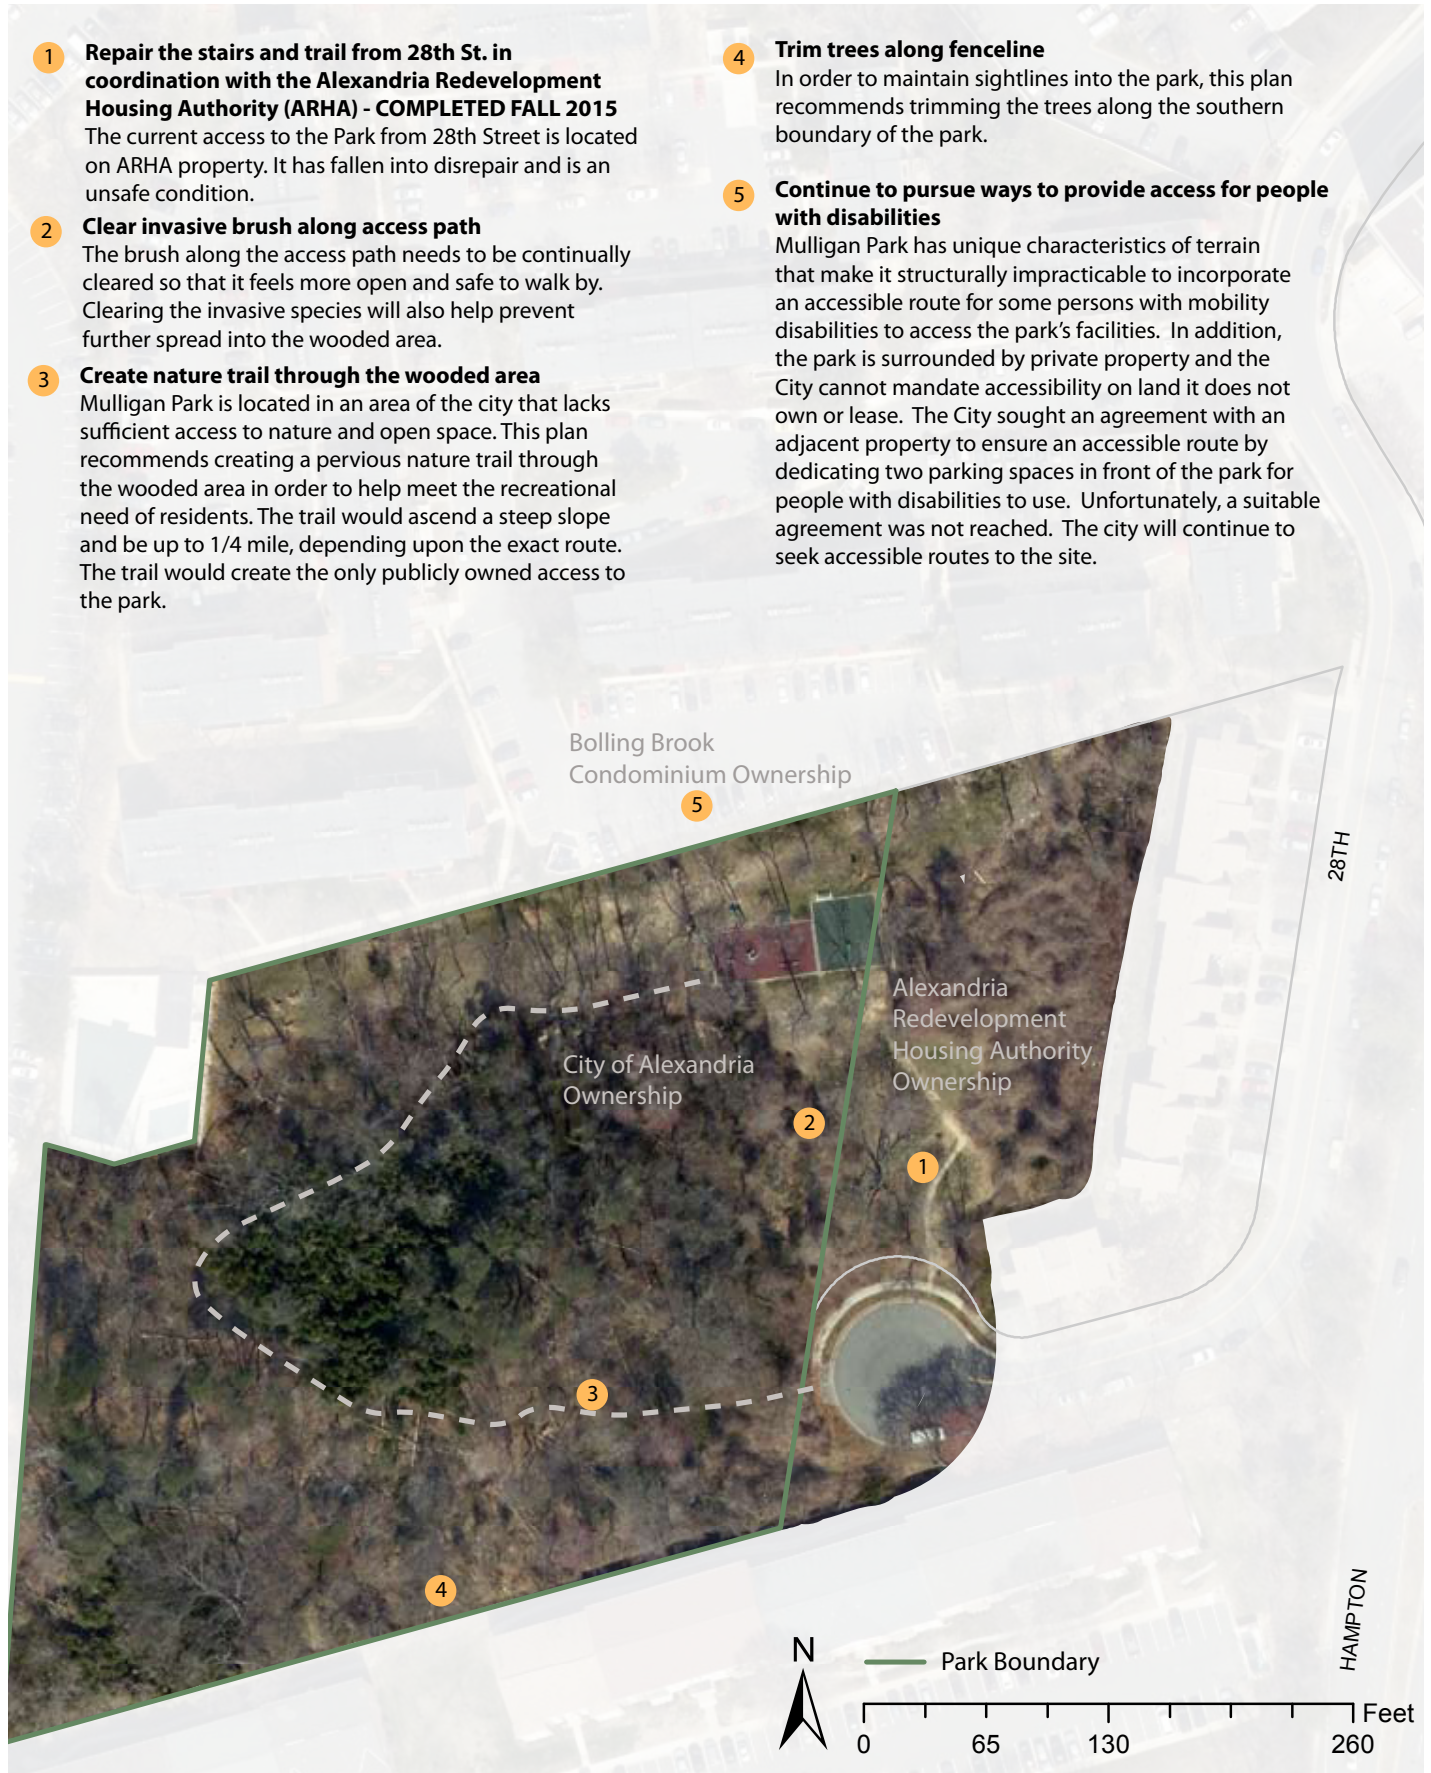 1
Repair the stairs and trail from 28th St. in
coordination with the Alexandria Redevelopment
Housing Authority (ARHA) - COMPLETED FALL 2015
The current access to the Park from 28th Street is located
on ARHA property. It has fallen into disrepair and is an
unsafe condition.
2
Clear invasive brush along access path
The brush along the access path needs to be continually
cleared so that it feels more open and safe to walk by.
Clearing the invasive species will also help prevent
further spread into the wooded area.
3
Create nature trail through the wooded area
Mulligan Park is located in an area of the city that lacks
sufficient access to nature and open space. This plan
recommends creating a pervious nature trail through
the wooded area in order to help meet the recreational
need of residents. The trail would ascend a steep slope
and be up to 1/4 mile, depending upon the exact route.
The trail would create the only publicly owned access to
the park.
4
Trim trees along fenceline
In order to maintain sightlines into the park, this plan
recommends trimming the trees along the southern
boundary of the park.
5
Continue to pursue ways to provide access for people
with disabilities
Mulligan Park has unique characteristics of terrain
that make it structurally impracticable to incorporate
an accessible route for some persons with mobility
disabilities to access the park's facilities. In addition,
the park is surrounded by private property and the
City cannot mandate accessibility on land it does not
own or lease. The City sought an agreement with an
adjacent property to ensure an accessible route by
dedicating two parking spaces in front of the park for
people with disabilities to use. Unfortunately, a suitable
agreement was not reached. The city will continue to
seek accessible routes to the site.
Bolling Brook
Condominium Ownership
5
28TH
Alexandria
Redevelopment
Housing Authority
Ownership
City of Alexandria
Ownership
2
1
3
4
HAMPTON
N
Park Boundary
Feet
0 65 130 260